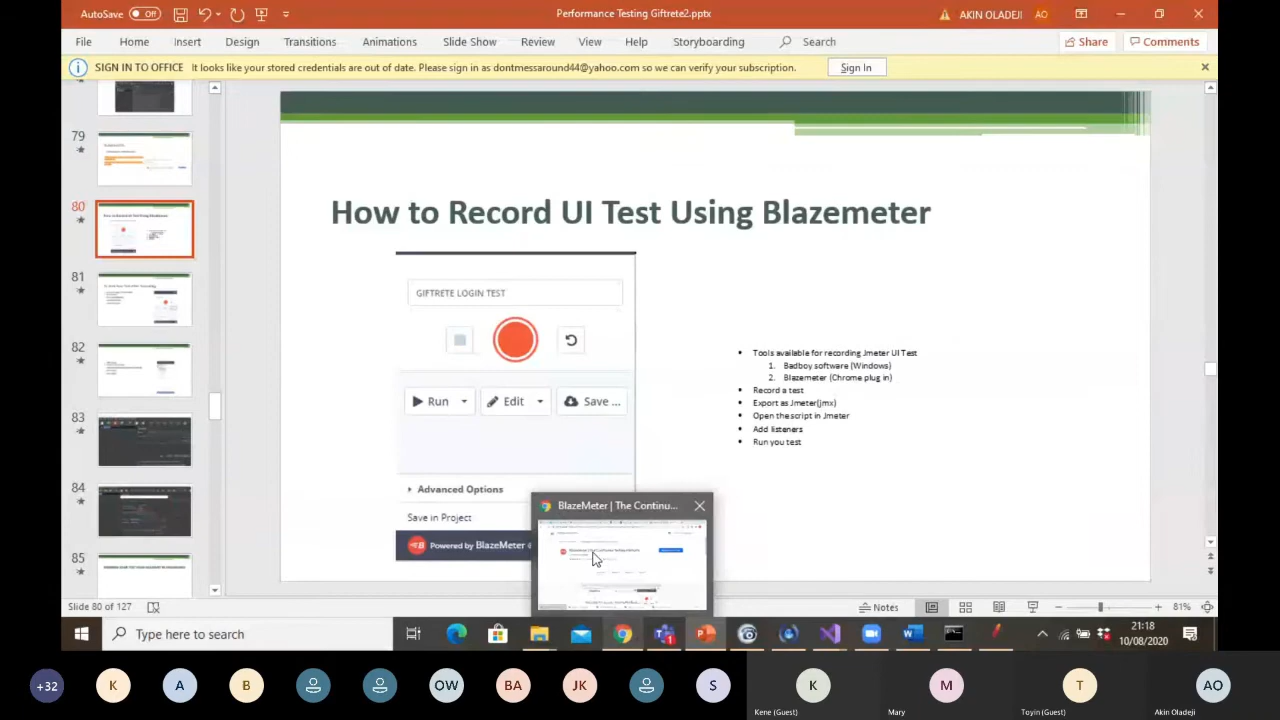 AutoSave Off
Performance Testing Giftrete2.pptx
AKIN OLADEJI AO
File Home Insert Design Transitions Animations Slide Show Review View Help Storyboarding Search Share Comments
SIGN IN TO OFFICE It looks like your stored credentials are out of date. Please sign in as dontmessaround44@yahoo.com so we can verify your subscription. Sign In
79
80
81
82
83
84
85
How to Record UI Test Using Blazemeter
GIFTRETE LOGIN TEST
Run Edit Save ...
Advanced Options
Save in Project
Powered by BlazeMeter
• Tools available for recording Jmeter UI Test
1. Badboy software (Windows)
2. Blazemeter (Chrome plug in)
• Record a test
• Export as Jmeter(jmx)
• Open the script in Jmeter
• Add listeners
• Run you test
BlazeMeter | The Continu...
Slide 80 of 127
Notes
81%
Type here to search
21:18
10/08/2020
+32 K A B OW BA JK S K M T AO
Kene (Guest) Mary Toyin (Guest) Akin Oladeji